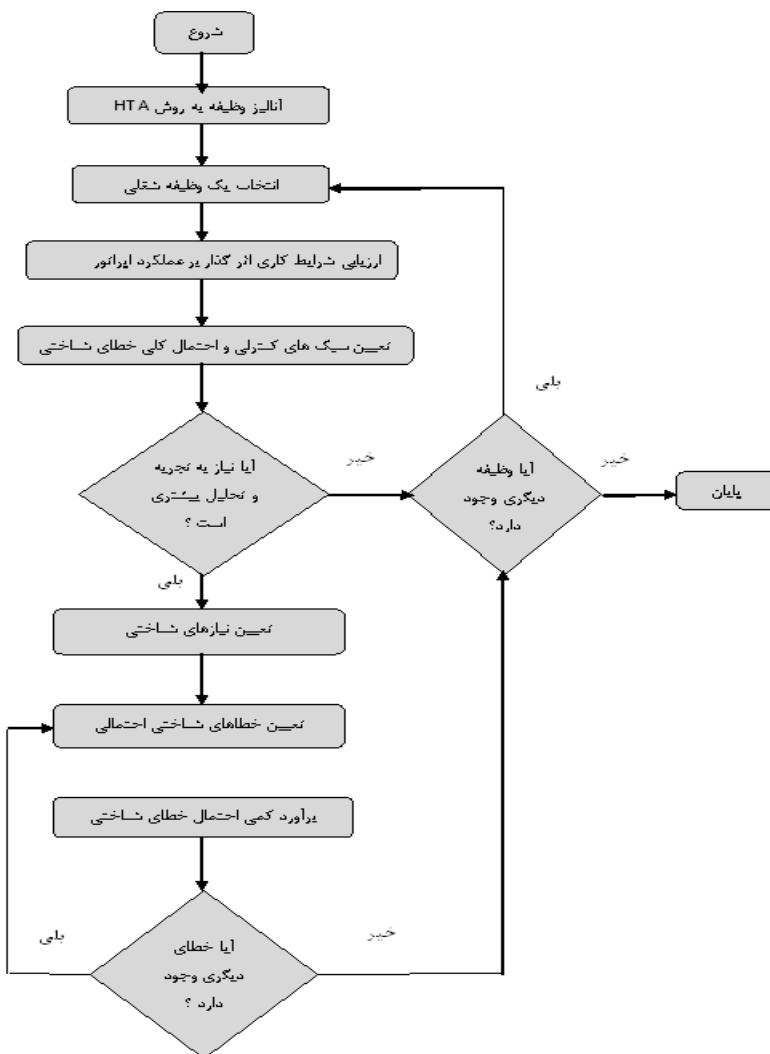 شروع
آنالیز وظیفه به روش HTA
انتخاب یک وظیفه شغلی
ارزیابی شرایط کاری اثر گذار بر عملکرد اپراتور
تعیین سبک های کنترلی و احتمال کلی خطای شناختی
آیا نیاز به تجزیه
و تحلیل بیشتری
است ؟
خیر
بلی
آیا وظیفه
دیگری وجود
دارد؟
بلی
خیر
پایان
تعیین نیازهای شناختی
تعیین خطاهای شناختی احتمالی
برآورد کمی احتمال خطای شناختی
آیا خطای
دیگری وجود
دارد ؟
بلی
خیر